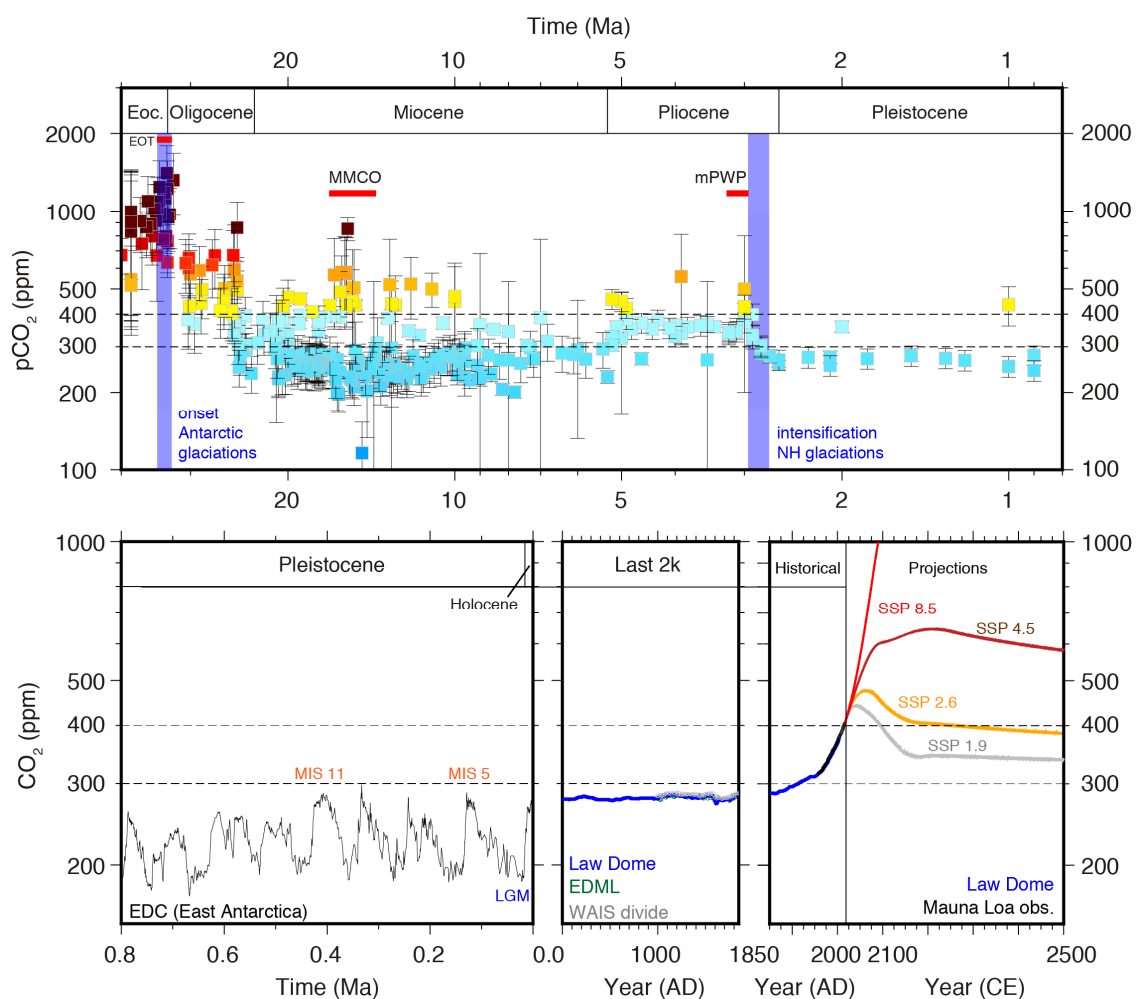 Time (Ma)
20 10 5 2 1
Eoc. Oligocene Miocene Pliocene Pleistocene
2000 2000
EOT
MMCO mPWP
1000 1000
pCO2 (ppm)
500 500
400 400
300 300
200 200
onset
Antarctic
glaciations
intensification
NH glaciations
100 100
20 10 5 2 1
1000 1000
Pleistocene Last 2k Historical Projections
Holocene
SSP 8.5
SSP 4.5
500 500
SSP 2.6
400 400
SSP 1.9
CO2 (ppm)
MIS 11 MIS 5
300 300
200 200
Law Dome
EDML
WAIS divide
LGM
EDC (East Antarctica)
Law Dome
Mauna Loa obs.
0.8 0.6 0.4 0.2 0.0 1000 1850 2000 2100 2500
Time (Ma) Year (AD) Year (AD) Year (CE)